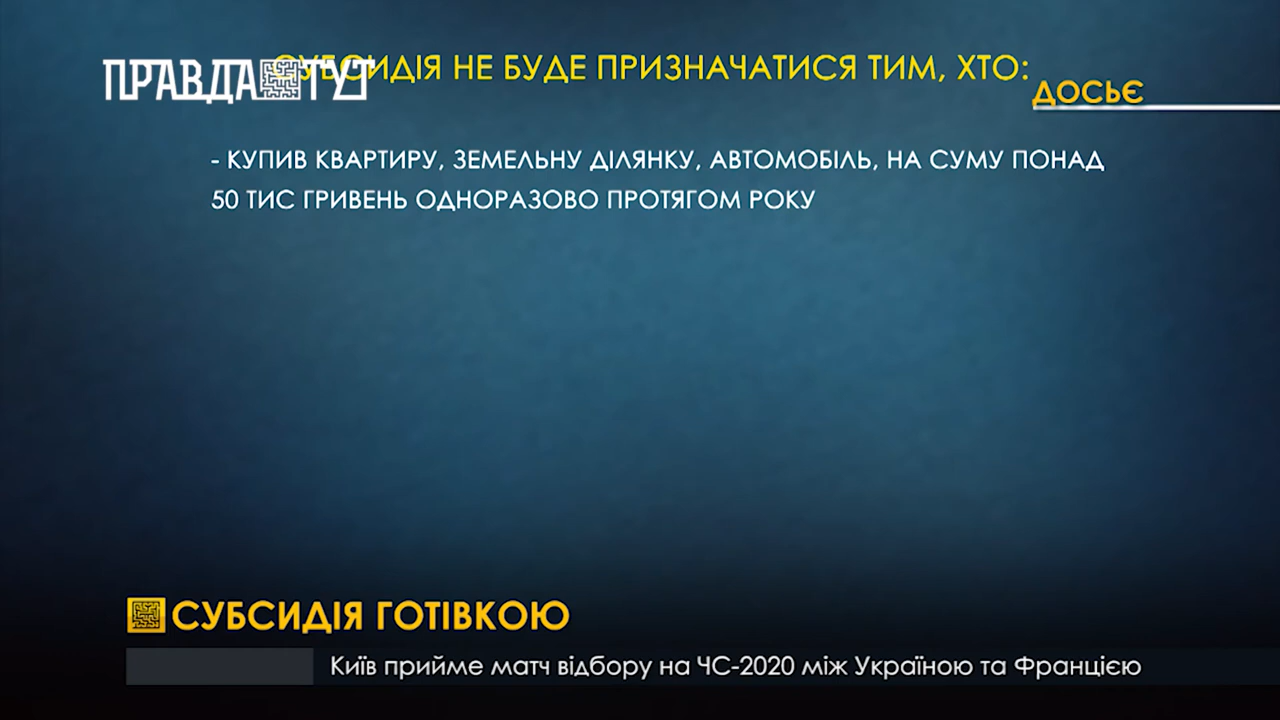 ПРАВДА ТУТ
СУБСИДІЯ НЕ БУДЕ ПРИЗНАЧАТИСЯ ТИМ, ХТО:
ДОСЬЄ
- КУПИВ КВАРТИРУ, ЗЕМЕЛЬНУ ДІЛЯНКУ, АВТОМОБІЛЬ, НА СУМУ ПОНАД
50 ТИС ГРИВЕНЬ ОДНОРАЗОВО ПРОТЯГОМ РОКУ
СУБСИДІЯ ГОТІВКОЮ
Київ прийме матч відбору на ЧС-2020 між Україною та Францією